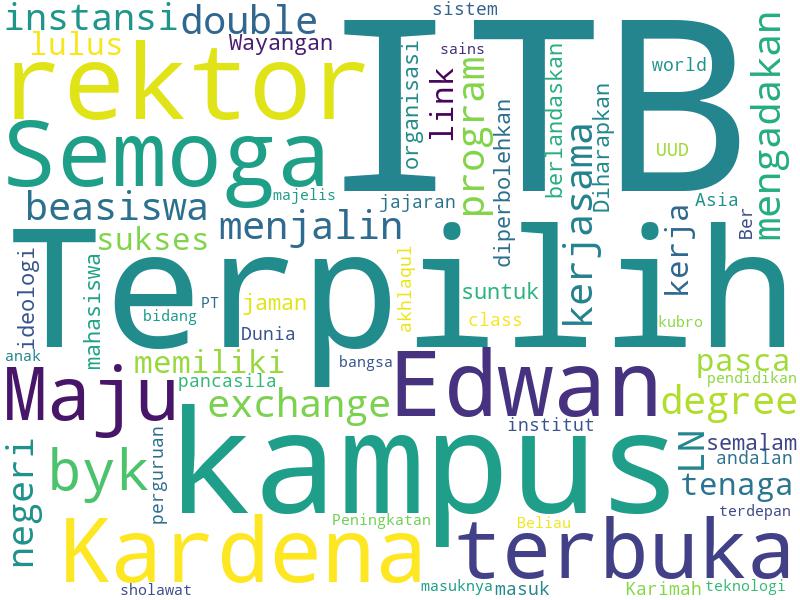 sistem
instansi
double
ITB
lulus
Wayangan
sains
rektor
organisasi
link
program
world
mengadakan
diperbolehkan
berlandaskan
Diharapkan
UUD
Semoga
kerjasama
majelis
beasiswa
jajaran
Asia
menjalin
kerja
Ber
sukses
Terpilih
ideologi
mahasiswa
akhlaqul
suntuk
PT
jaman
bidang
class
kubro
Dunia
anak
memiliki
bangsa
pasca
Maju
pancasila
Edwan
pendidikan
exchange
degree
kampus
institut
negeri
byk
perguruan
LN
semalam
andalan
tenaga
terdepan
Kardena
Peningkatan
Beliau
terbuka
sholawat
masuknya
masuk
Karimah
teknologi